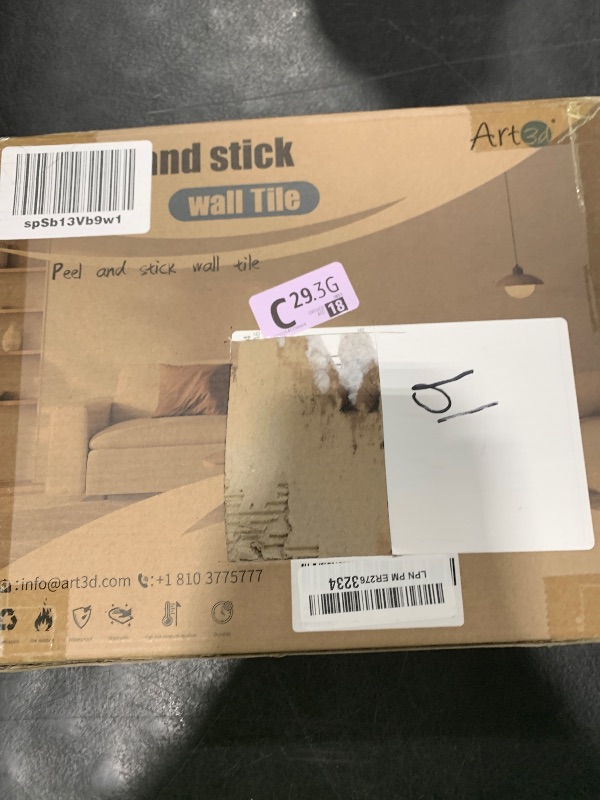 Art3d
and stick
spSb13Vb9w1
wall Tile
Peel and stick wall tile
C 29.3G
18
:info@art3d.com :+1 810 3775777
LPN PM ER2763234